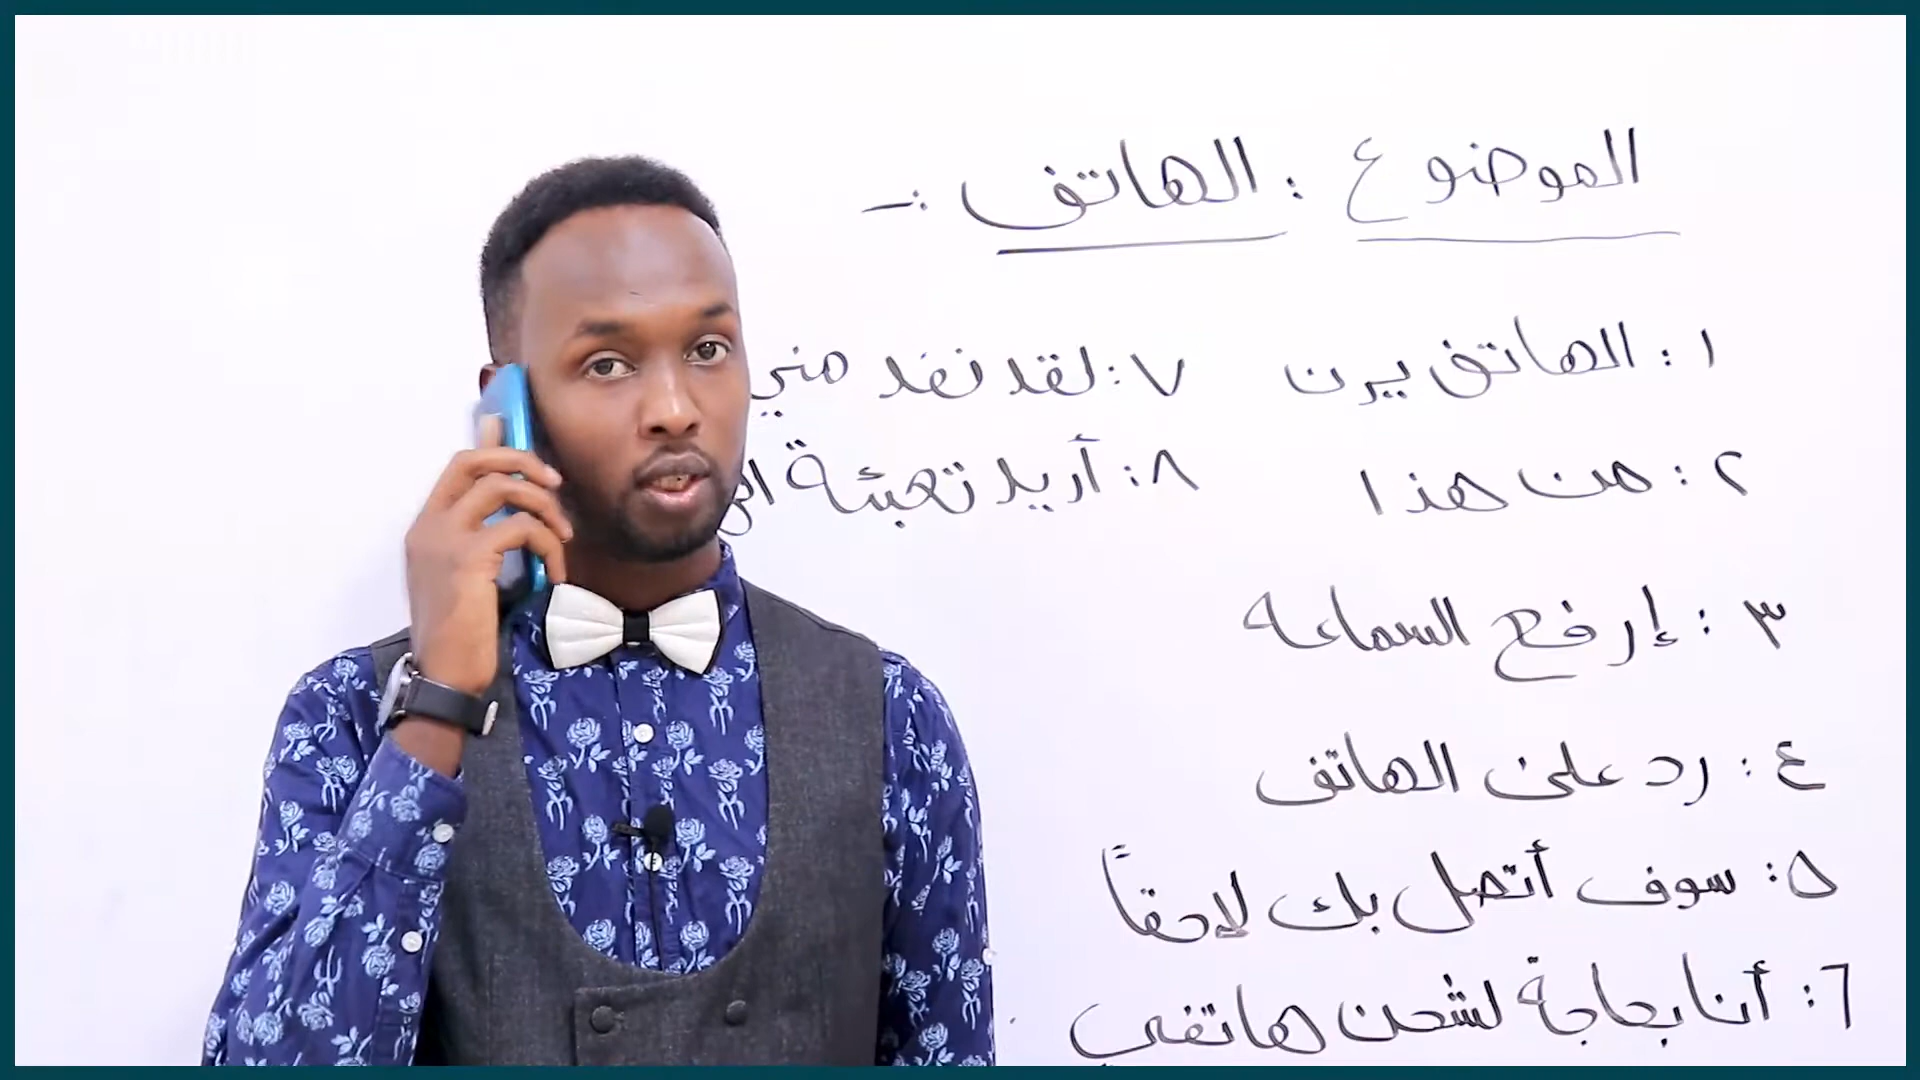 الموضوع : الهاتف :-
١ : الهاتف يرن
٢ : من هذا
٣ : إرفع السماعه
٤ : رد على الهاتف
٥ : سوف أتصل بك لاحقاً
٦ : أنا بحاجة لشحن هاتفي
٧ : لقد نفد مني
٨ : أريد تعبئة